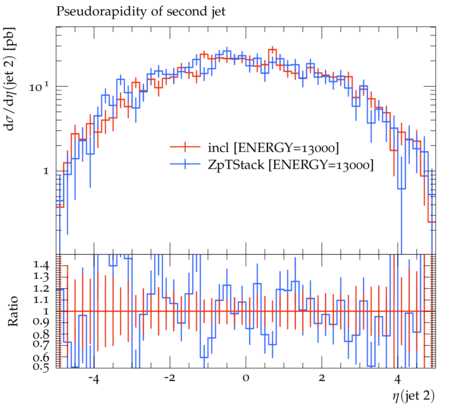 Pseudorapidity of second jet
dσ/dη(jet 2) [pb]
10 1
1
incl [ENERGY=13000]
ZpTStack [ENERGY=13000]
Ratio
1.4
1.3
1.2
1.1
1
0.9
0.8
0.7
0.6
0.5
-4 -2 0 2 4
η(jet 2)